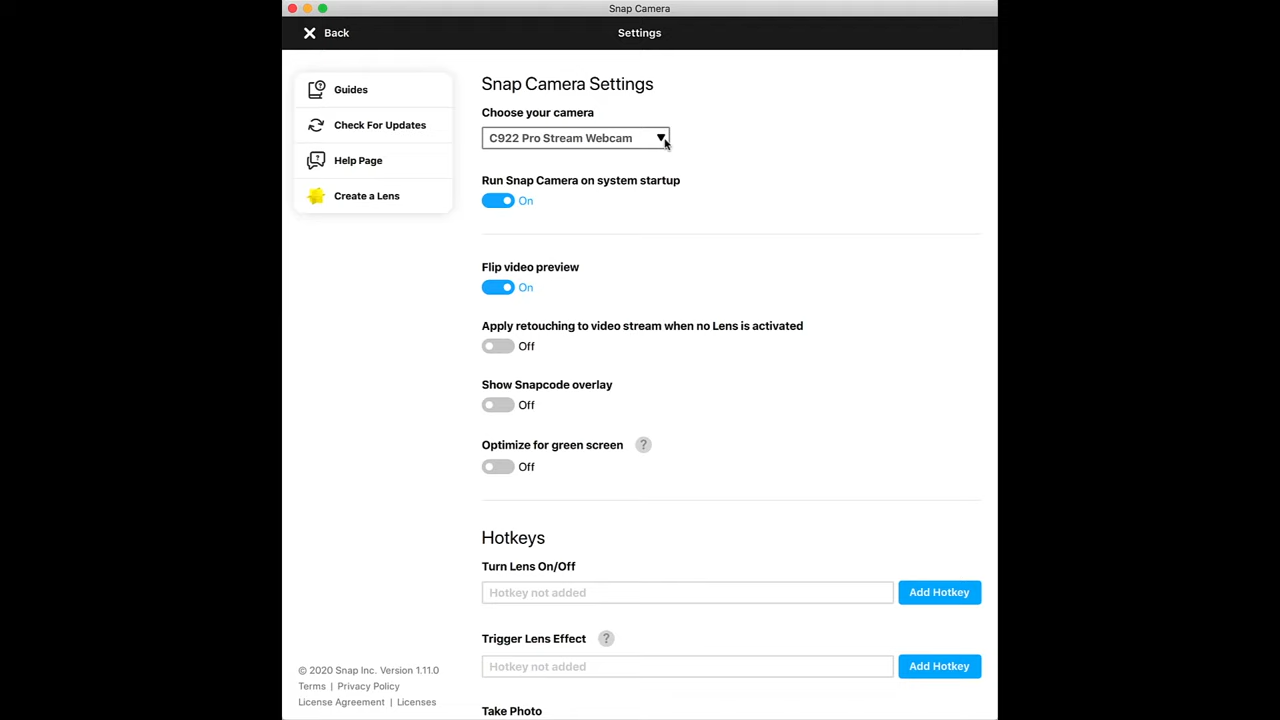 Snap Camera
Back
Settings
Guides
Check For Updates
Help Page
Create a Lens
Snap Camera Settings
Choose your camera
C922 Pro Stream Webcam
Run Snap Camera on system startup
On
Flip video preview
On
Apply retouching to video stream when no Lens is activated
Off
Show Snapcode overlay
Off
Optimize for green screen ?
Off
Hotkeys
Turn Lens On/Off
Hotkey not added Add Hotkey
Trigger Lens Effect ?
Hotkey not added Add Hotkey
Take Photo
© 2020 Snap Inc. Version 1.11.0
Terms | Privacy Policy
License Agreement | Licenses